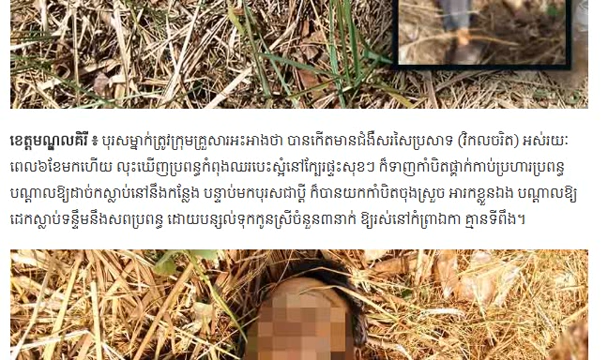 ខេត្តមណ្ឌលគិរី ៖ បុរសម្នាក់ត្រូវក្រុមគ្រួសារអះអាងថា បានកើតមានជំងឺសរសៃប្រសាទ (វិកលចរិត) អស់រយៈ
ពេល៦ខែមកហើយ លុះឃើញប្រពន្ធកំពុងឈរបេះស្លឹនៅក្បែរផ្ទះសុខៗ ក៏ទាញកាំបិតផ្គាក់កាប់ប្រហារប្រពន្ធ
បណ្តាលឱ្យដាច់កស្លាប់នៅនឹងកន្លែង បន្ទាប់មកបុរសជាប្តី ក៏បានយកកាំបិតចុងស្រួច អារកខ្លួនឯង បណ្តាលឱ្យ
ដេកស្លាប់ទន្ទឹមនឹងសពប្រពន្ធ ដោយបន្សល់ទុកកូនស្រីចំនួន៣នាក់ ឱ្យរស់នៅកំព្រាឯកា គ្មានទីពឹង។